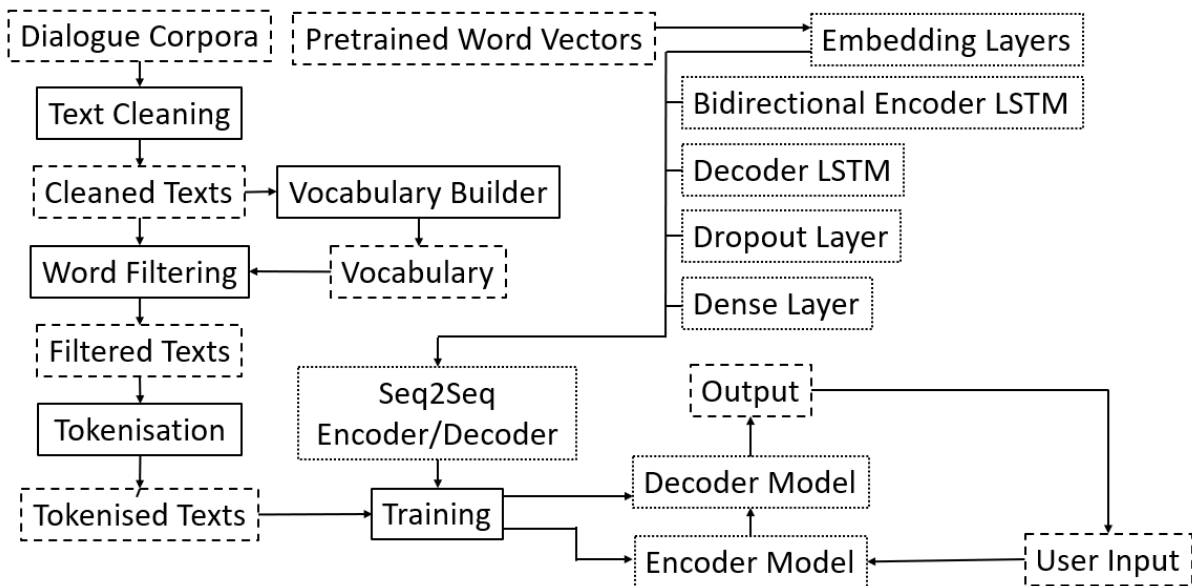 Dialogue Corpora
Pretrained Word Vectors
Embedding Layers
Text Cleaning
Bidirectional Encoder LSTM
Cleaned Texts
Vocabulary Builder
Decoder LSTM
Word Filtering
Vocabulary
Dropout Layer
Dense Layer
Filtered Texts
Seq2Seq
Encoder/Decoder
Output
Tokenisation
Decoder Model
Tokenised Texts
Training
Encoder Model
User Input